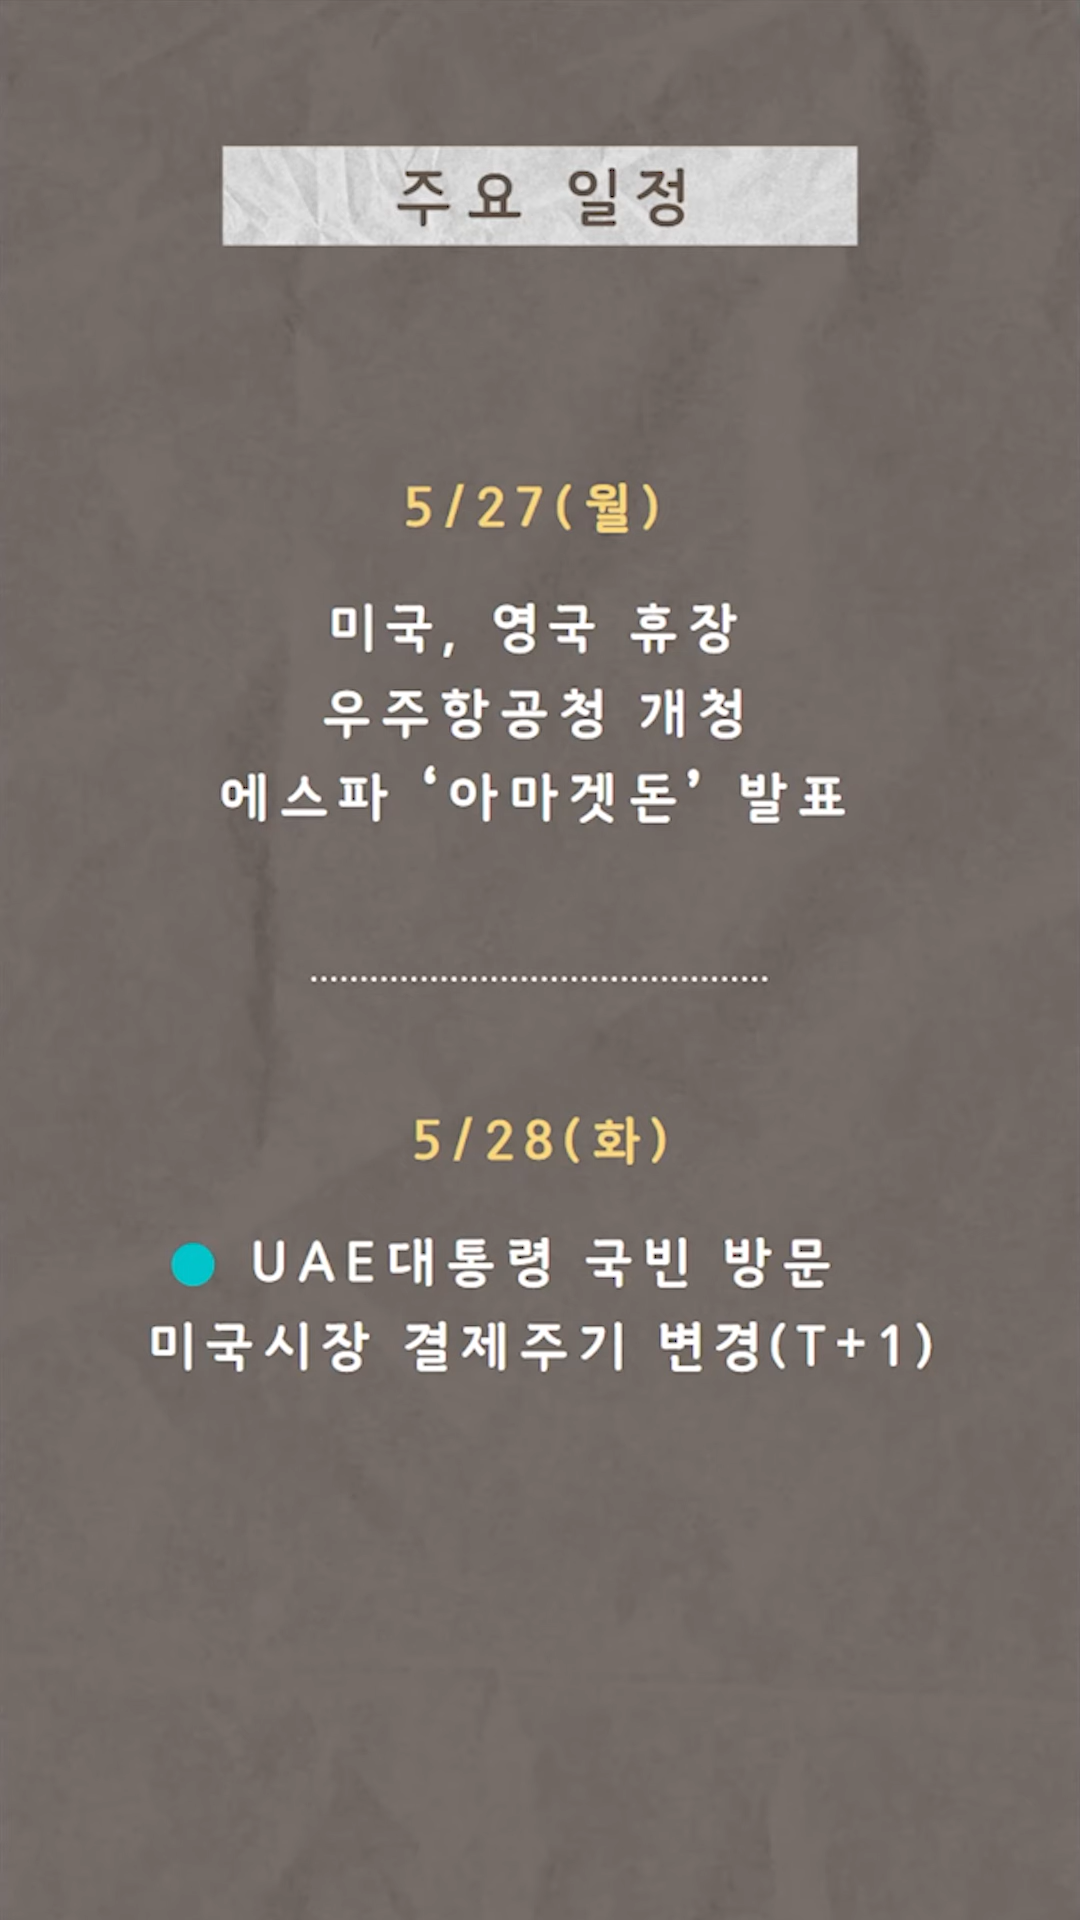 주요 일정
5/27(월)
미국, 영국 휴장
우주항공청 개청
에스파 ‘아마겟돈’ 발표
5/28(화)
UAE대통령 국빈 방문
미국시장 결제주기 변경(T+1)